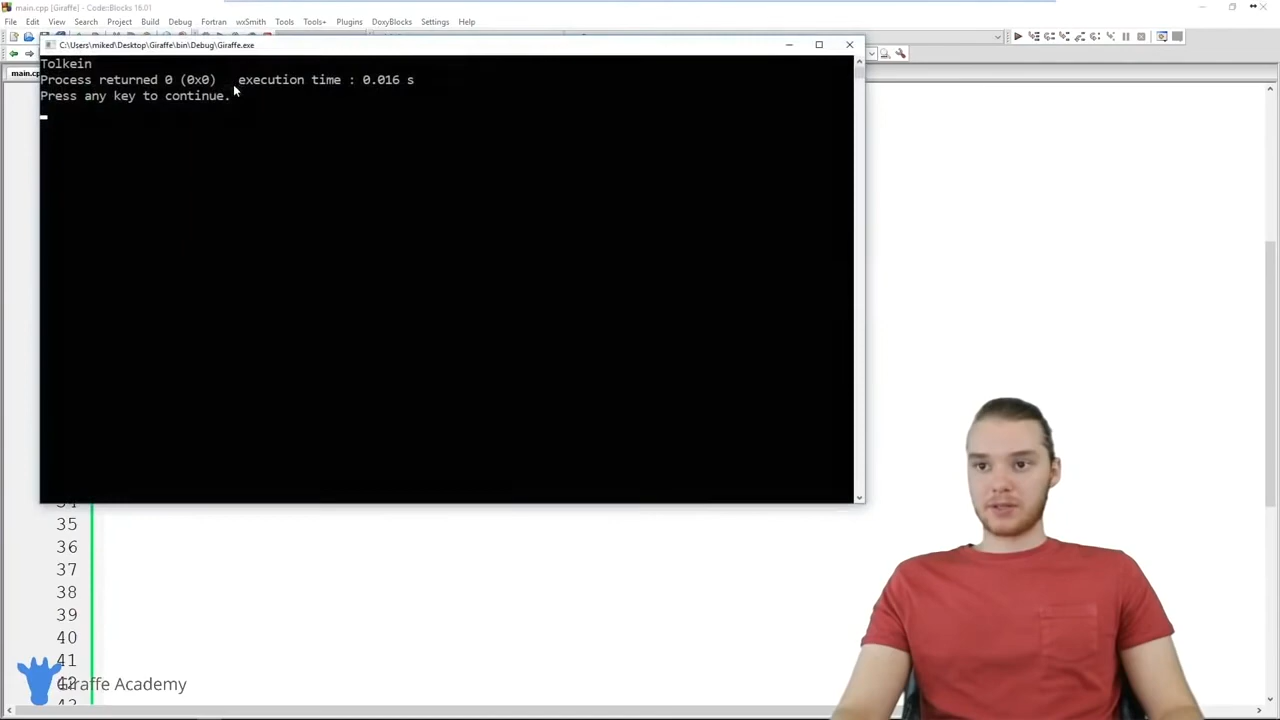 main.cpp [Giraffe] - Code::Blocks 16.01
File Edit View Search Project Build Debug Fortran wxSmith Tools Tools+ Plugins DoxyBlocks Settings Help
C:\Users\miked\Desktop\Giraffe\bin\Debug\Giraffe.exe
Tolkein
Process returned 0 (0x0) execution time : 0.016 s
Press any key to continue.
35
36
37
38
39
40
41
42
Giraffe Academy